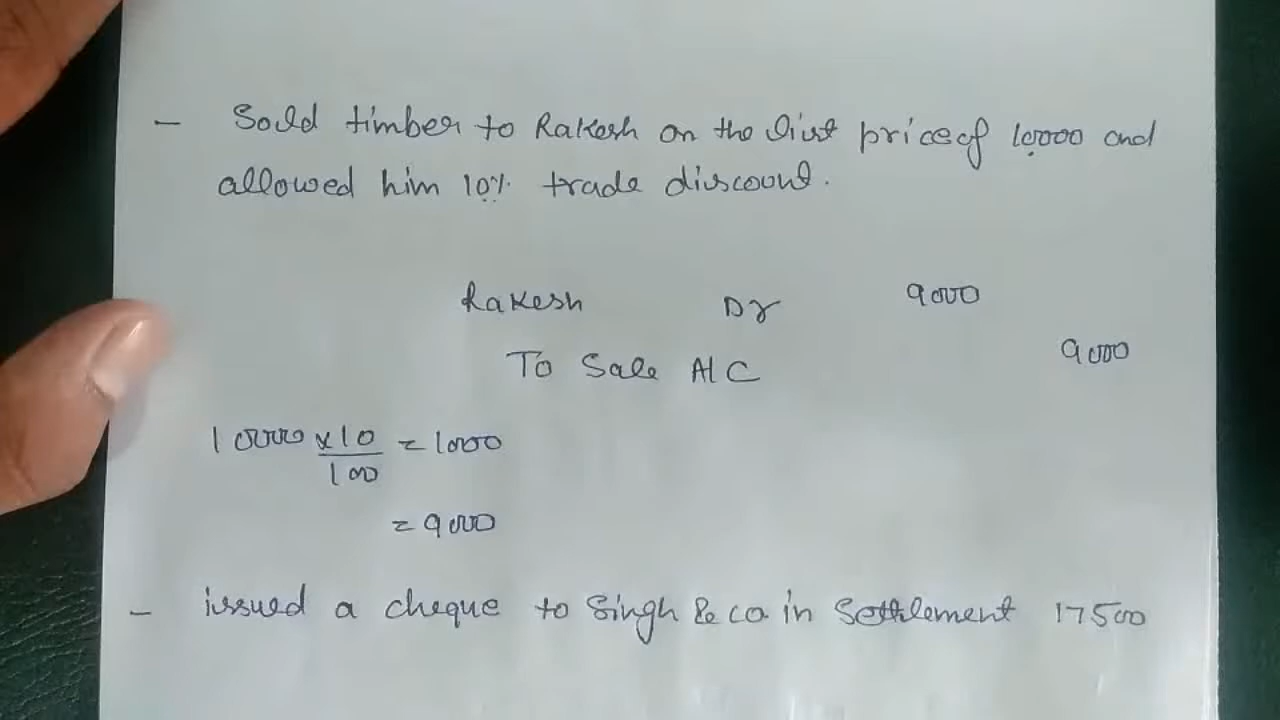 - Sold timber to Rakesh on the list price of 10000 and
allowed him 10% trade discount.
Rakesh Dr 9000
To Sale A/C 9000
10000 x 10 = 1000
100
= 9000
- issued a cheque to Singh & co in Settlement 17500